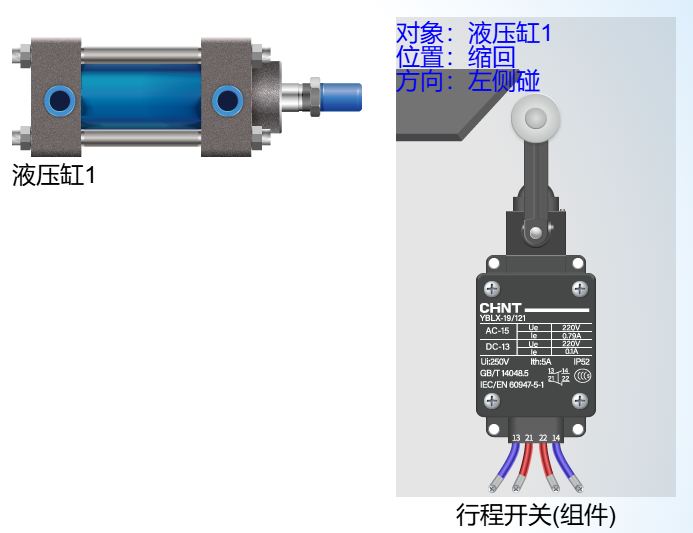 对象：液压缸1
位置：缩回
方向：左侧碰
液压缸1
CHNT
YBLX-19/121
AC-15 Ue 220V
Ie 0.79A
DC-13 Ue 220V
Ie 0.1A
Ui:250V Ith:5A IP52
GB/T 14048.5 13 14
IEC/EN 60947-5-1 21 22
13 21 22 14
行程开关(组件)